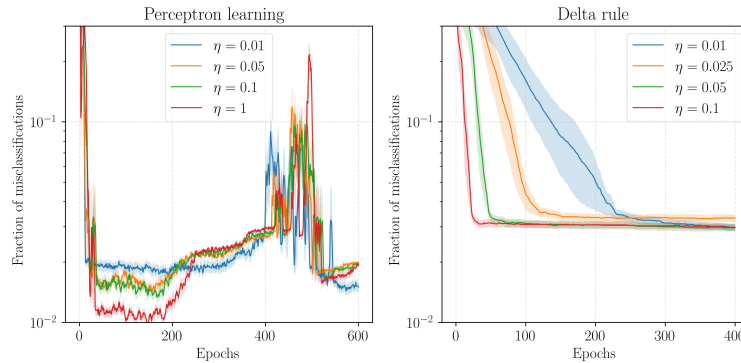 Perceptron learning
Fraction of misclassifications
10⁻¹
10⁻²
η = 0.01
η = 0.05
η = 0.1
η = 1
0 200 400 600
Epochs
Delta rule
Fraction of misclassifications
10⁻¹
10⁻²
η = 0.01
η = 0.025
η = 0.05
η = 0.1
0 100 200 300 400
Epochs